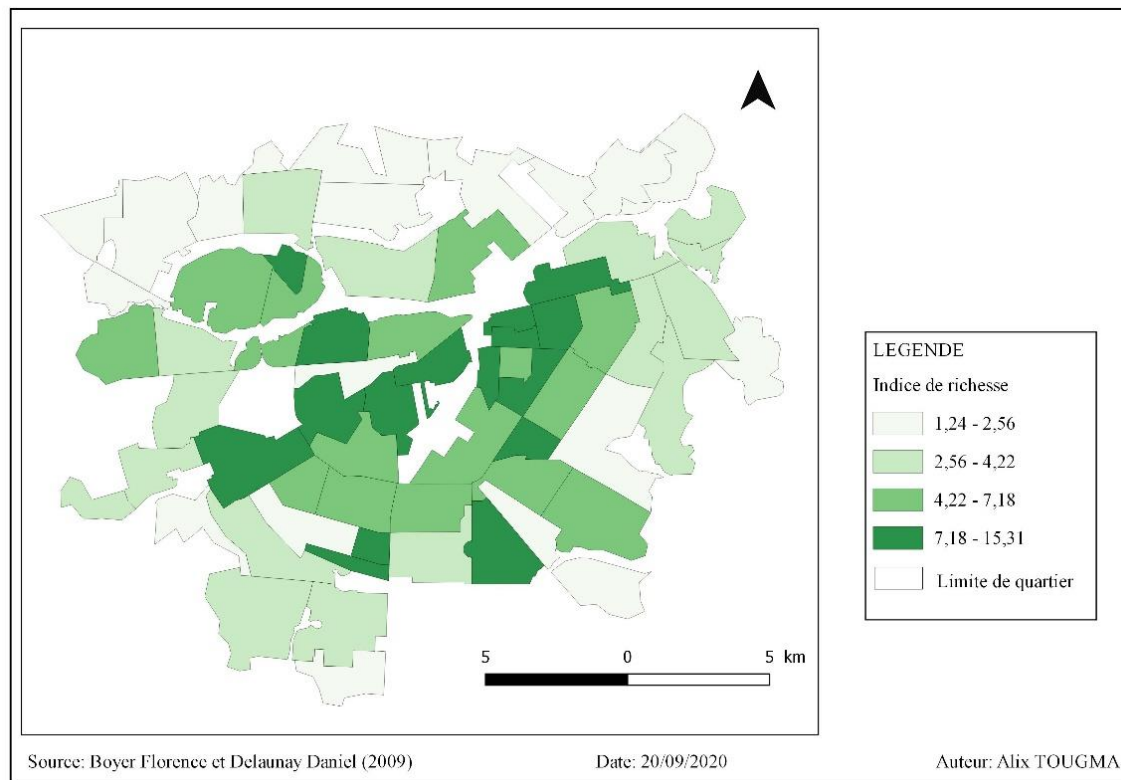 LEGENDE
Indice de richesse
1,24 - 2,56
2,56 - 4,22
4,22 - 7,18
7,18 - 15,31
Limite de quartier
5 0 5 km
Source: Boyer Florence et Delaunay Daniel (2009) Date: 20/09/2020 Auteur: Alix TOUGMA